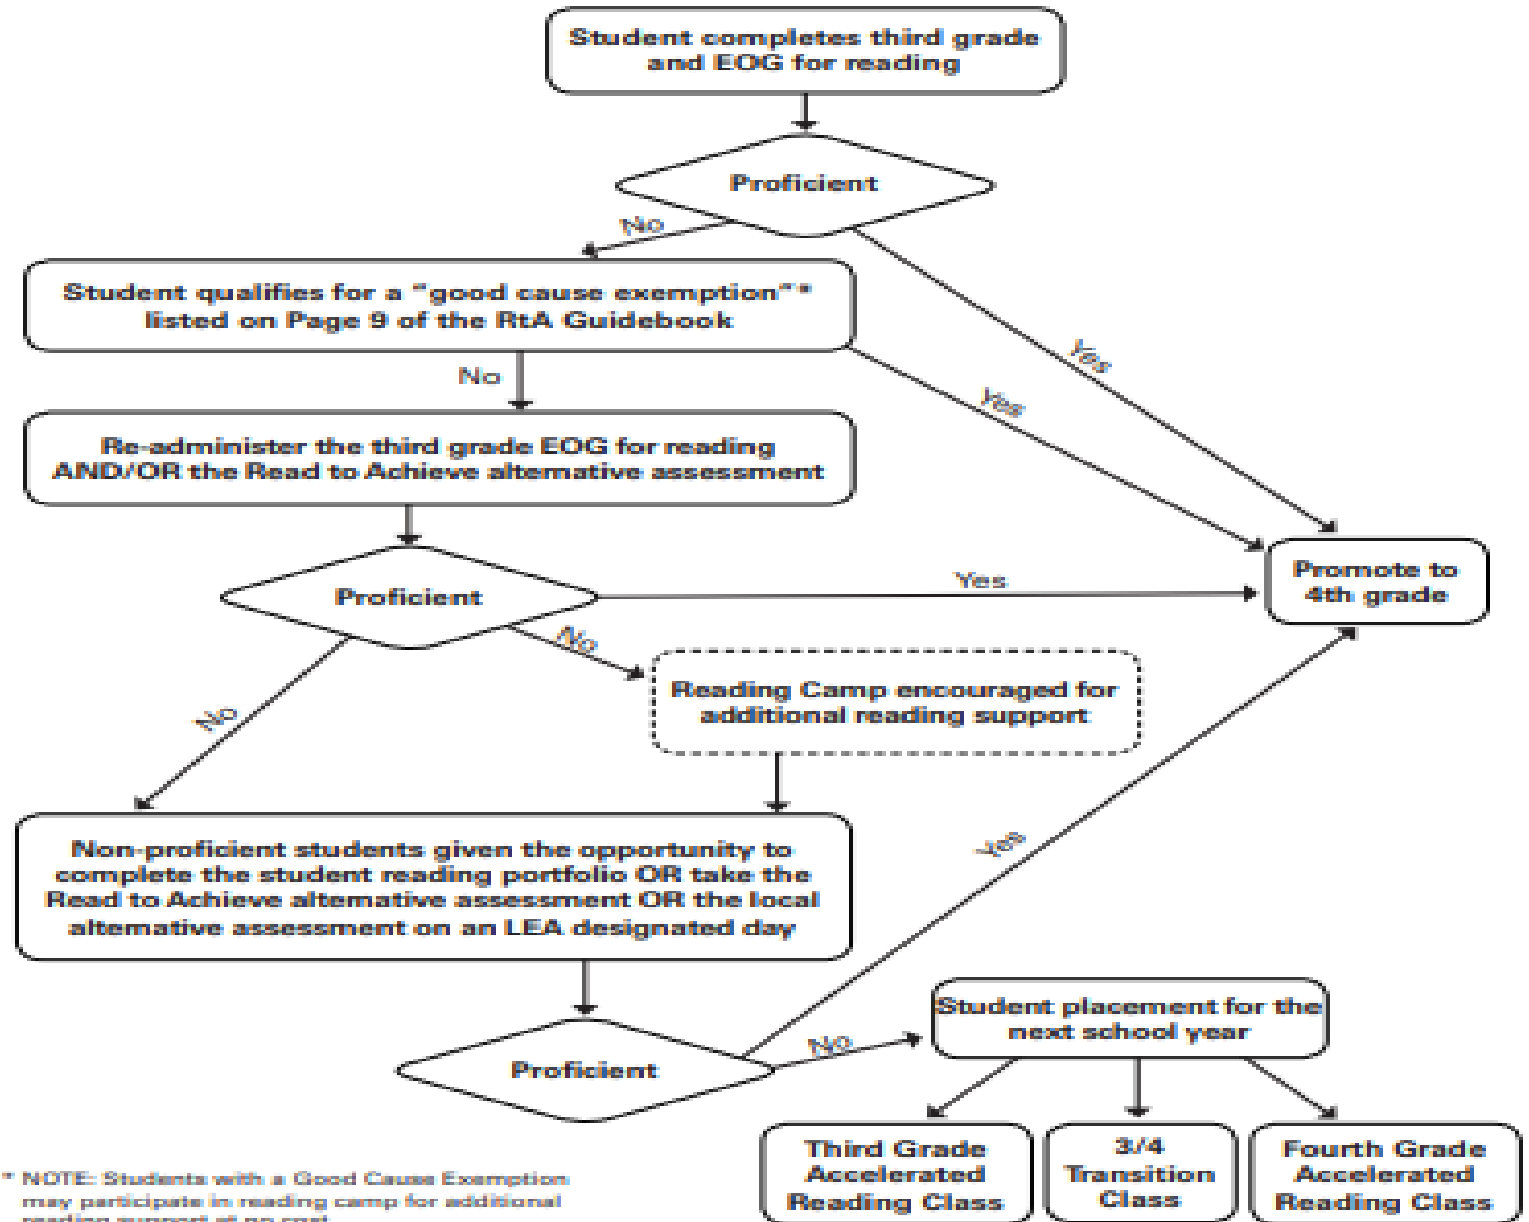 Student completes third grade
and EOG for reading
Proficient
No
Yes
Student qualifies for a "good cause exemption"*
listed on Page 9 of the RtA Guidebook
Yes
No
Re-administer the third grade EOG for reading
AND/OR the Read to Achieve alternative assessment
Proficient
Yes
Promote to
4th grade
No
No
Reading Camp encouraged for
additional reading support
Non-proficient students given the opportunity to
complete the student reading portfolio OR take the
Read to Achieve alternative assessment OR the local
alternative assessment on an LEA designated day
Yes
Proficient
No
Student placement for the
next school year
Third Grade
Accelerated
Reading Class
3/4
Transition
Class
Fourth Grade
Accelerated
Reading Class
* NOTE: Students with a Good Cause Exemption
may participate in reading camp for additional
reading support at no cost